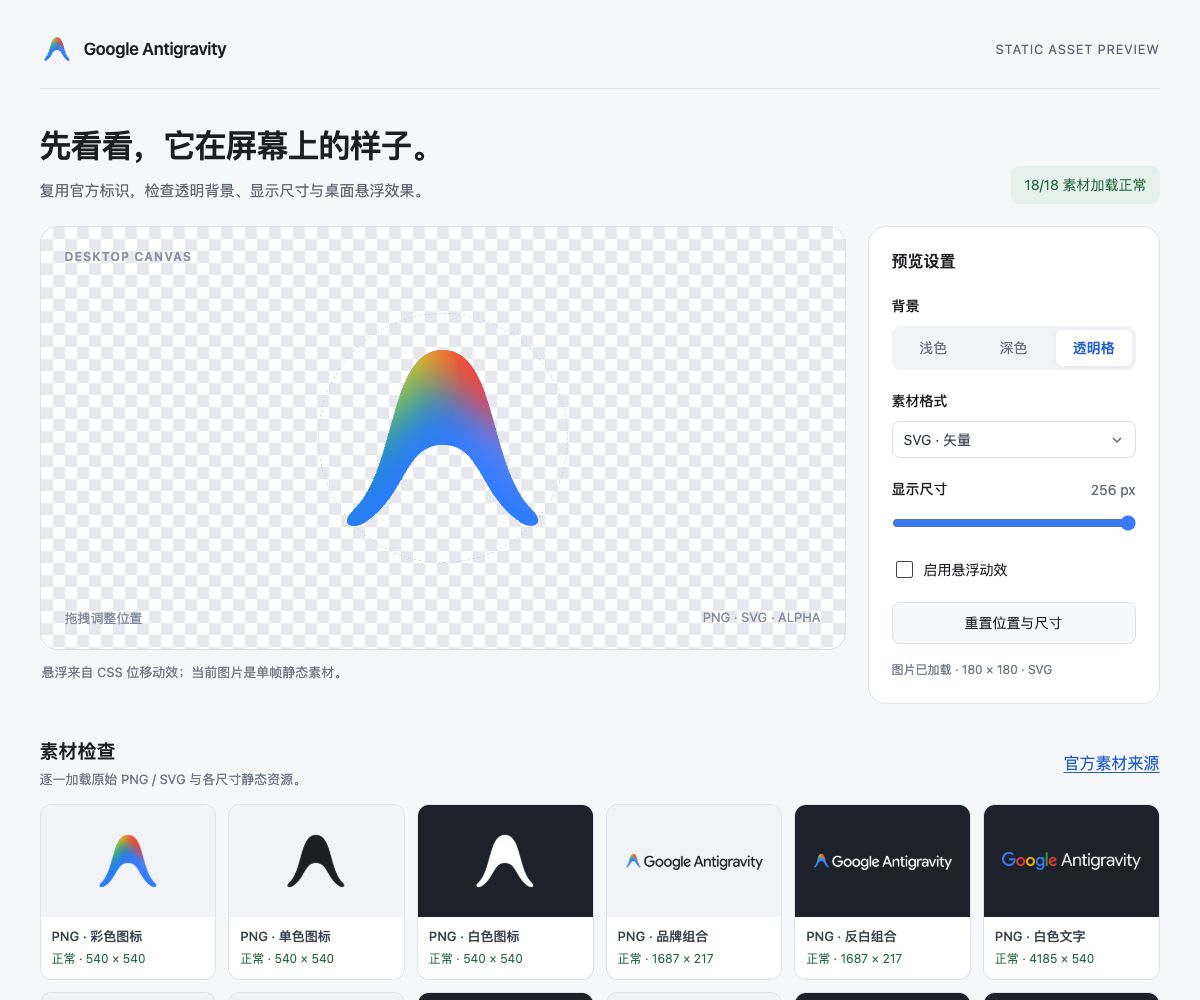 Google Antigravity
STATIC ASSET PREVIEW
先看看，它在屏幕上的样子。
复用官方标识，检查透明背景、显示尺寸与桌面悬浮效果。
18/18 素材加载正常
DESKTOP CANVAS
拖拽调整位置
PNG · SVG · ALPHA
悬浮来自 CSS 位移动效；当前图片是单帧静态素材。
预览设置
背景
浅色
深色
透明格
素材格式
SVG · 矢量
显示尺寸
256 px
启用悬浮动效
重置位置与尺寸
图片已加载 · 180 × 180 · SVG
素材检查
逐一加载原始 PNG / SVG 与各尺寸静态资源。
官方素材来源
PNG · 彩色图标
正常 · 540 × 540
PNG · 单色图标
正常 · 540 × 540
PNG · 白色图标
正常 · 540 × 540
Google Antigravity
PNG · 品牌组合
正常 · 1687 × 217
Google Antigravity
PNG · 反白组合
正常 · 1687 × 217
Google Antigravity
PNG · 白色文字
正常 · 4185 × 540